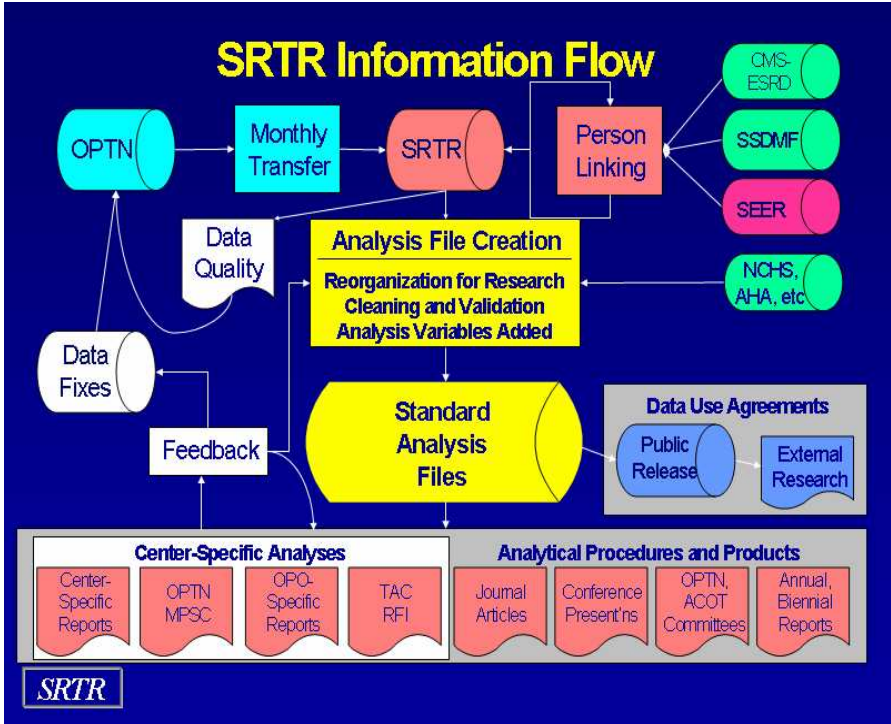 SRTR Information Flow
CMS-
ESRD
OPTN
Monthly
Transfer
SRTR
Person
Linking
SSDMF
SEER
Data
Quality
Analysis File Creation
Reorganization for Research
Cleaning and Validation
Analysis Variables Added
NCHS,
AHA, etc
Data
Fixes
Feedback
Standard
Analysis
Files
Data Use Agreements
Public
Release
External
Research
Center-Specific Analyses
Center-
Specific
Reports
OPTN
MPSC
OPO-
Specific
Reports
TAC
RFI
Analytical Procedures and Products
Journal
Articles
Conference
Present'ns
OPTN,
ACOT
Committees
Annual,
Biennial
Reports
SRTR